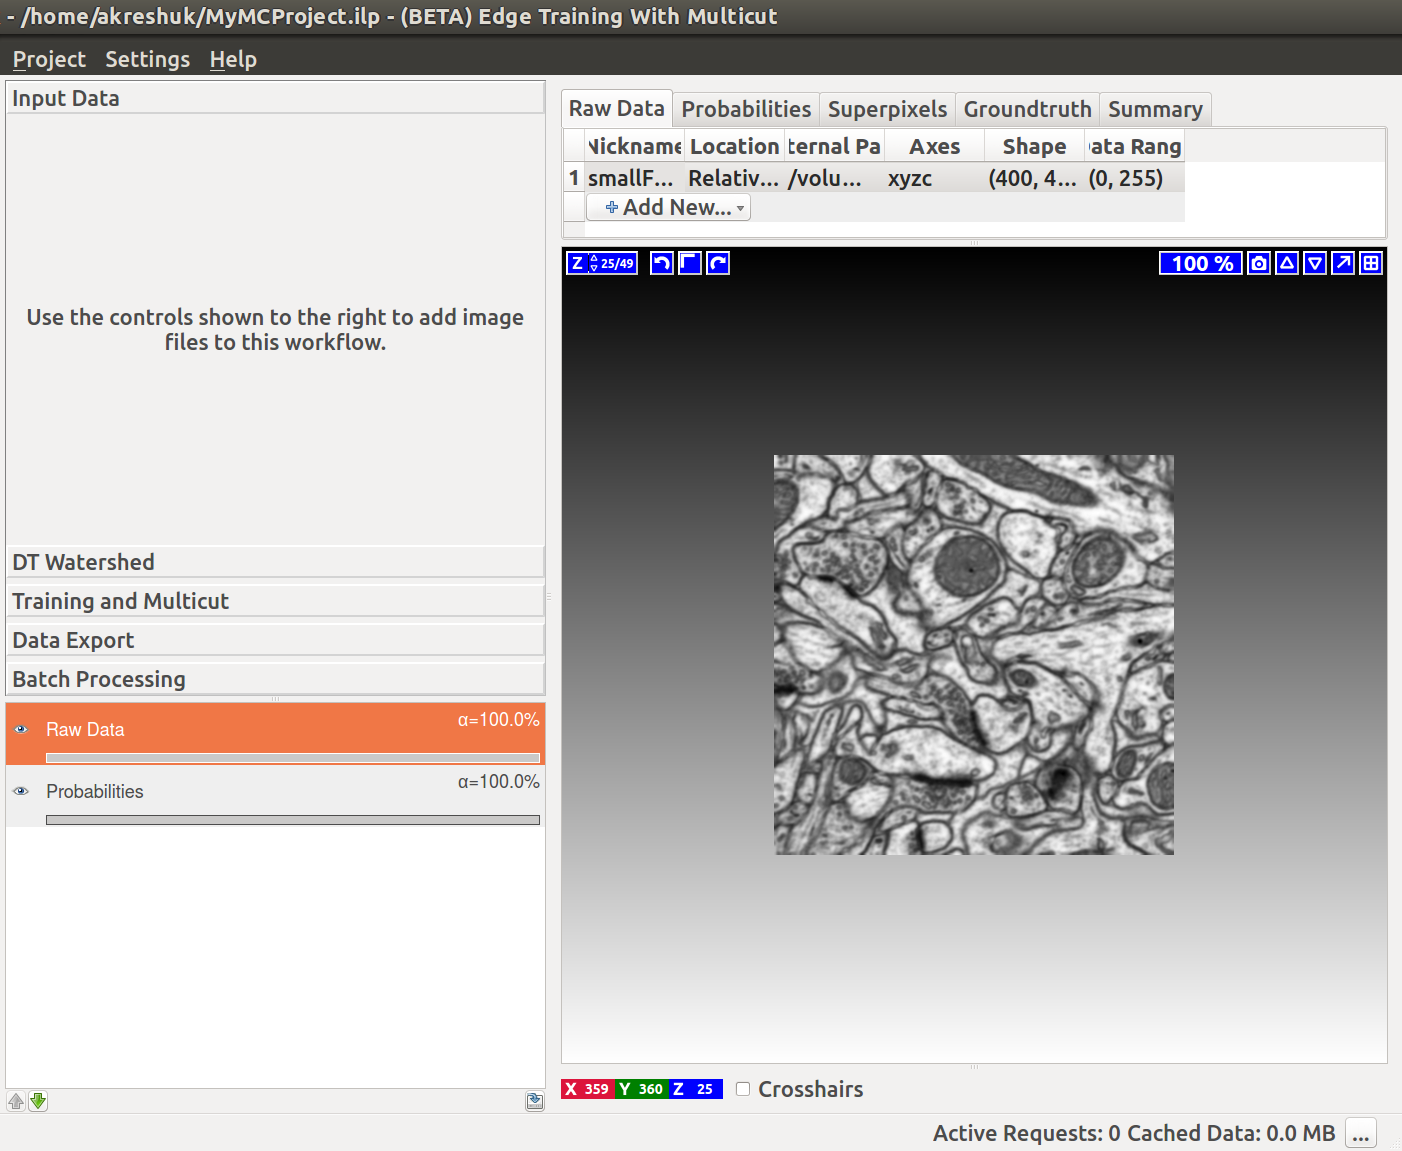 - /home/akreshuk/MyMCProject.ilp - (BETA) Edge Training With Multicut
Project Settings Help
Input Data
Use the controls shown to the right to add image
files to this workflow.
DT Watershed
Training and Multicut
Data Export
Batch Processing
Raw Data α=100.0%
Probabilities α=100.0%
Raw Data Probabilities Superpixels Groundtruth Summary
Nickname Location ternal Pa Axes Shape ata Rang
1 smallF... Relativ... /volu... xyzc (400, 4... (0, 255)
Add New...
Z 25/49 100 %
X 359 Y 360 Z 25 Crosshairs
Active Requests: 0 Cached Data: 0.0 MB ...